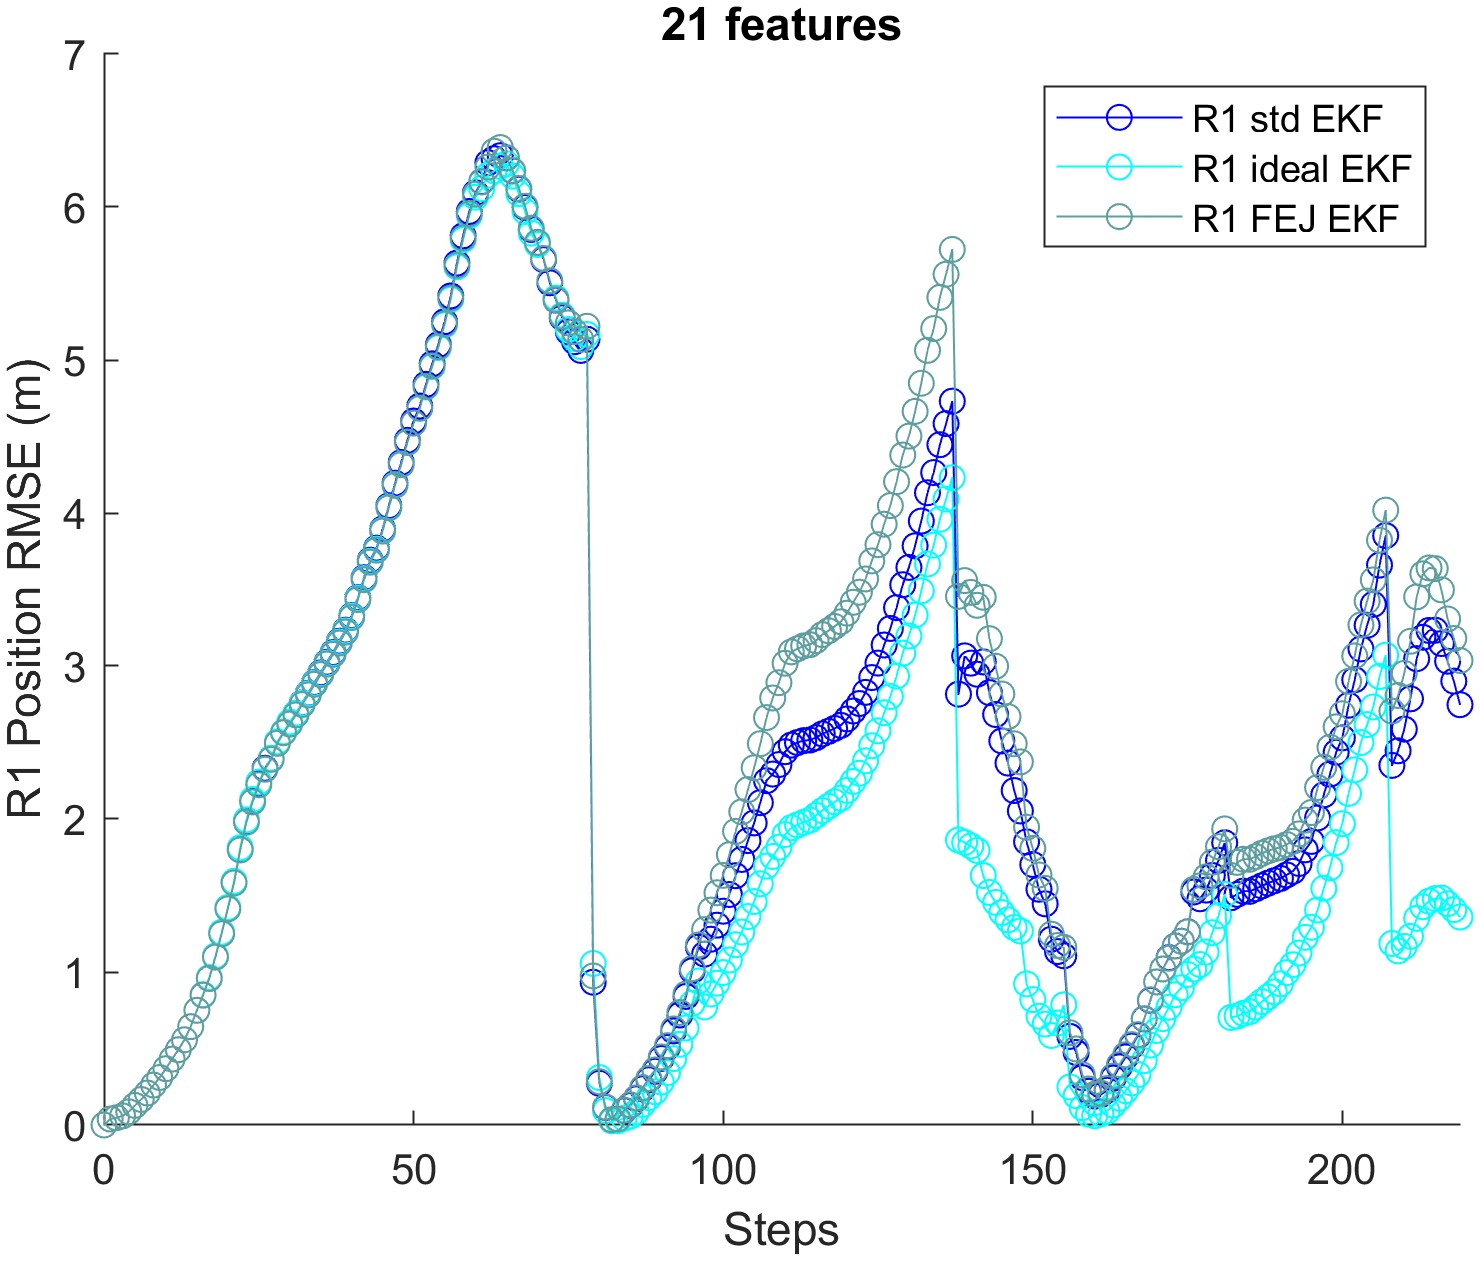 21 features
R1 std EKF
R1 ideal EKF
R1 FEJ EKF
R1 Position RMSE (m)
7
6
5
4
3
2
1
0
0 50 100 150 200
Steps